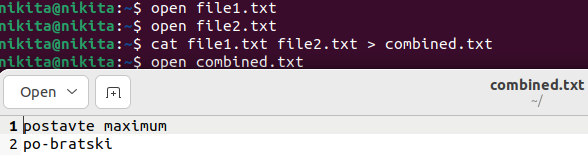 nikita@nikita:~$ open file1.txt
nikita@nikita:~$ open file2.txt
nikita@nikita:~$ cat file1.txt file2.txt > combined.txt
nikita@nikita:~$ open combined.txt
Open
combined.txt
~/
1 postavte maximum
2 po-bratski